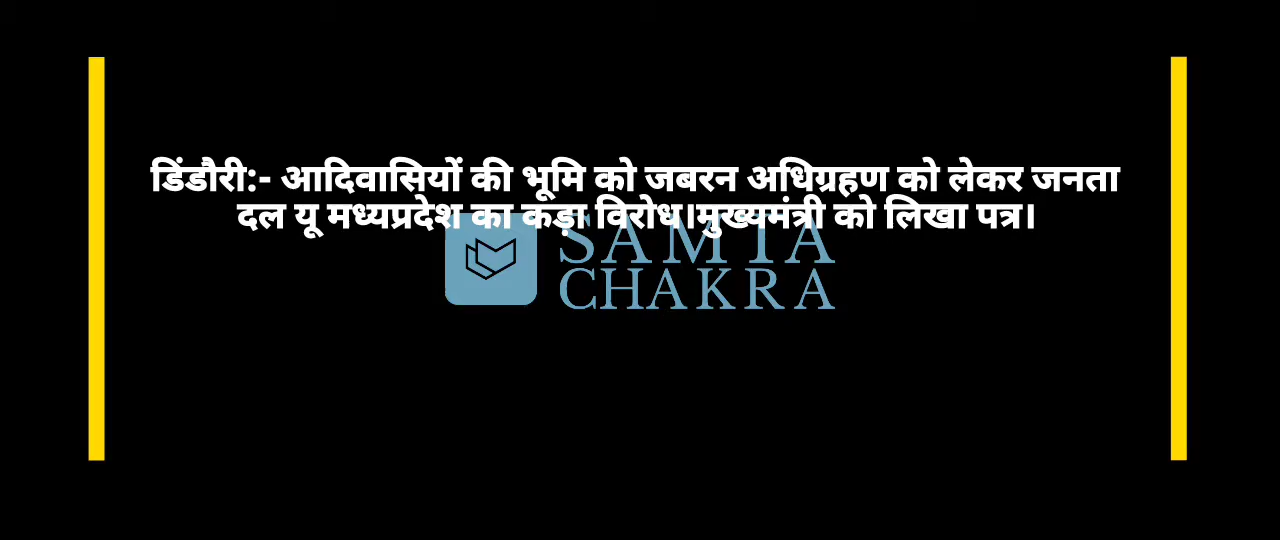 डिंडौरी:- आदिवासियों की भूमि को जबरन अधिग्रहण को लेकर जनता
दल यू मध्यप्रदेश का कड़ा विरोध।मुख्यमंत्री को लिखा पत्र।
SAMTA
CHAKRA